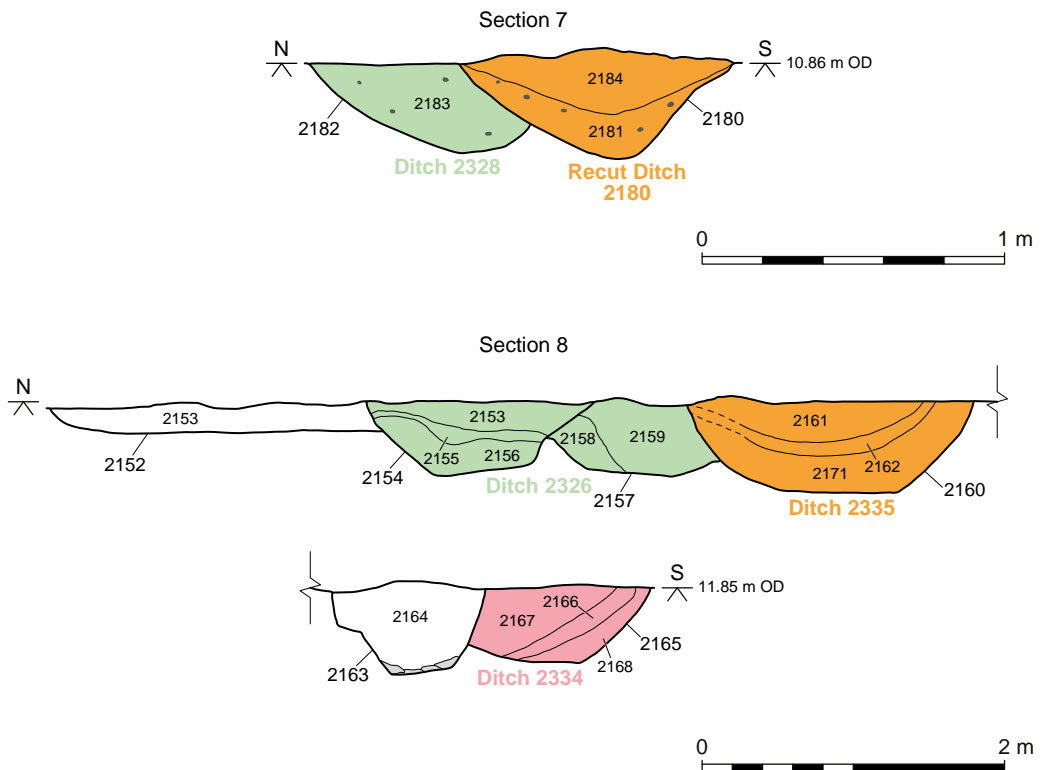 Section 7
N
S
10.86 m OD
2184
2183
2182
2181
2180
Ditch 2328
Recut Ditch
2180
0
1 m
Section 8
N
2153
2153
2161
2158
2159
2152
2155
2156
2162
2154
2171
2157
2160
Ditch 2326
Ditch 2335
S
11.85 m OD
2164
2166
2167
2165
2163
2168
Ditch 2334
0
2 m